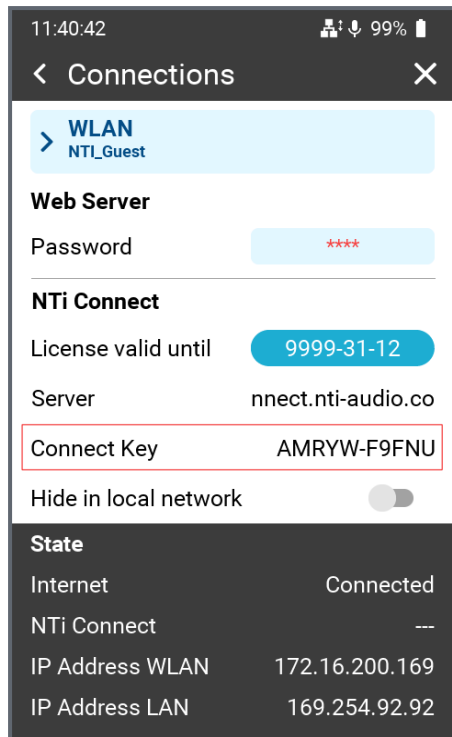 11:40:42 99%
Connections
WLAN
NTI_Guest
Web Server
Password ****
NTi Connect
License valid until 9999-31-12
Server nnect.nti-audio.co
Connect Key AMRYW-F9FNU
Hide in local network
State
Internet Connected
NTi Connect ---
IP Address WLAN 172.16.200.169
IP Address LAN 169.254.92.92